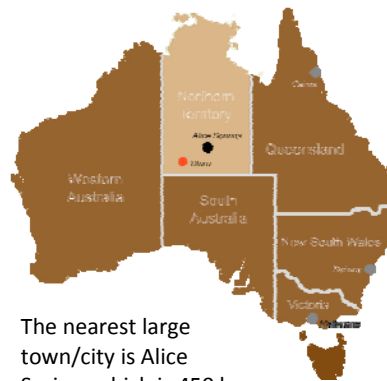 Cairns
Northern
Territory
Alice Springs
Uluru
Queensland
Western
Australia
South
Australia
New South Wales
Sydney
Victoria
Melbourne
The nearest large
town/city is Alice